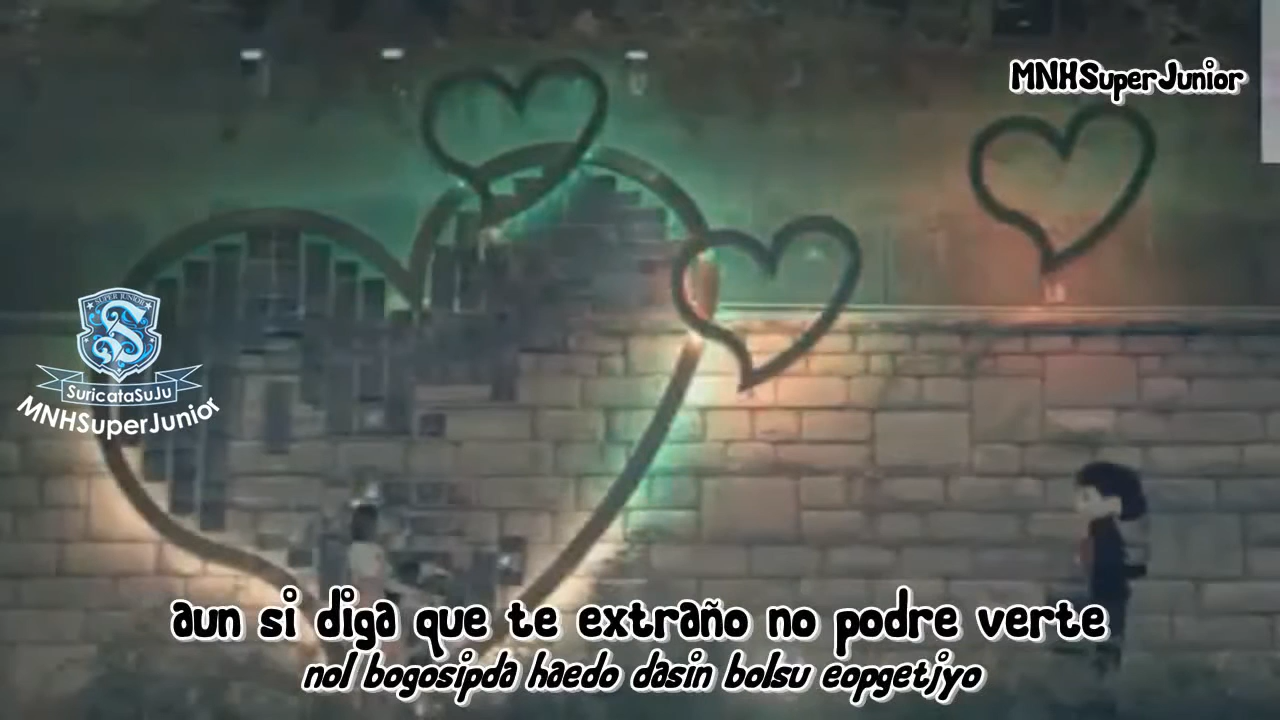 MNHSuperJunior
SUPER JUNIOR
SuricataSuJu
MNHSuperJunior
aun si diga que te extraño no podre verte
nol bogosipda haedo dasin bolsu eopgetjyo